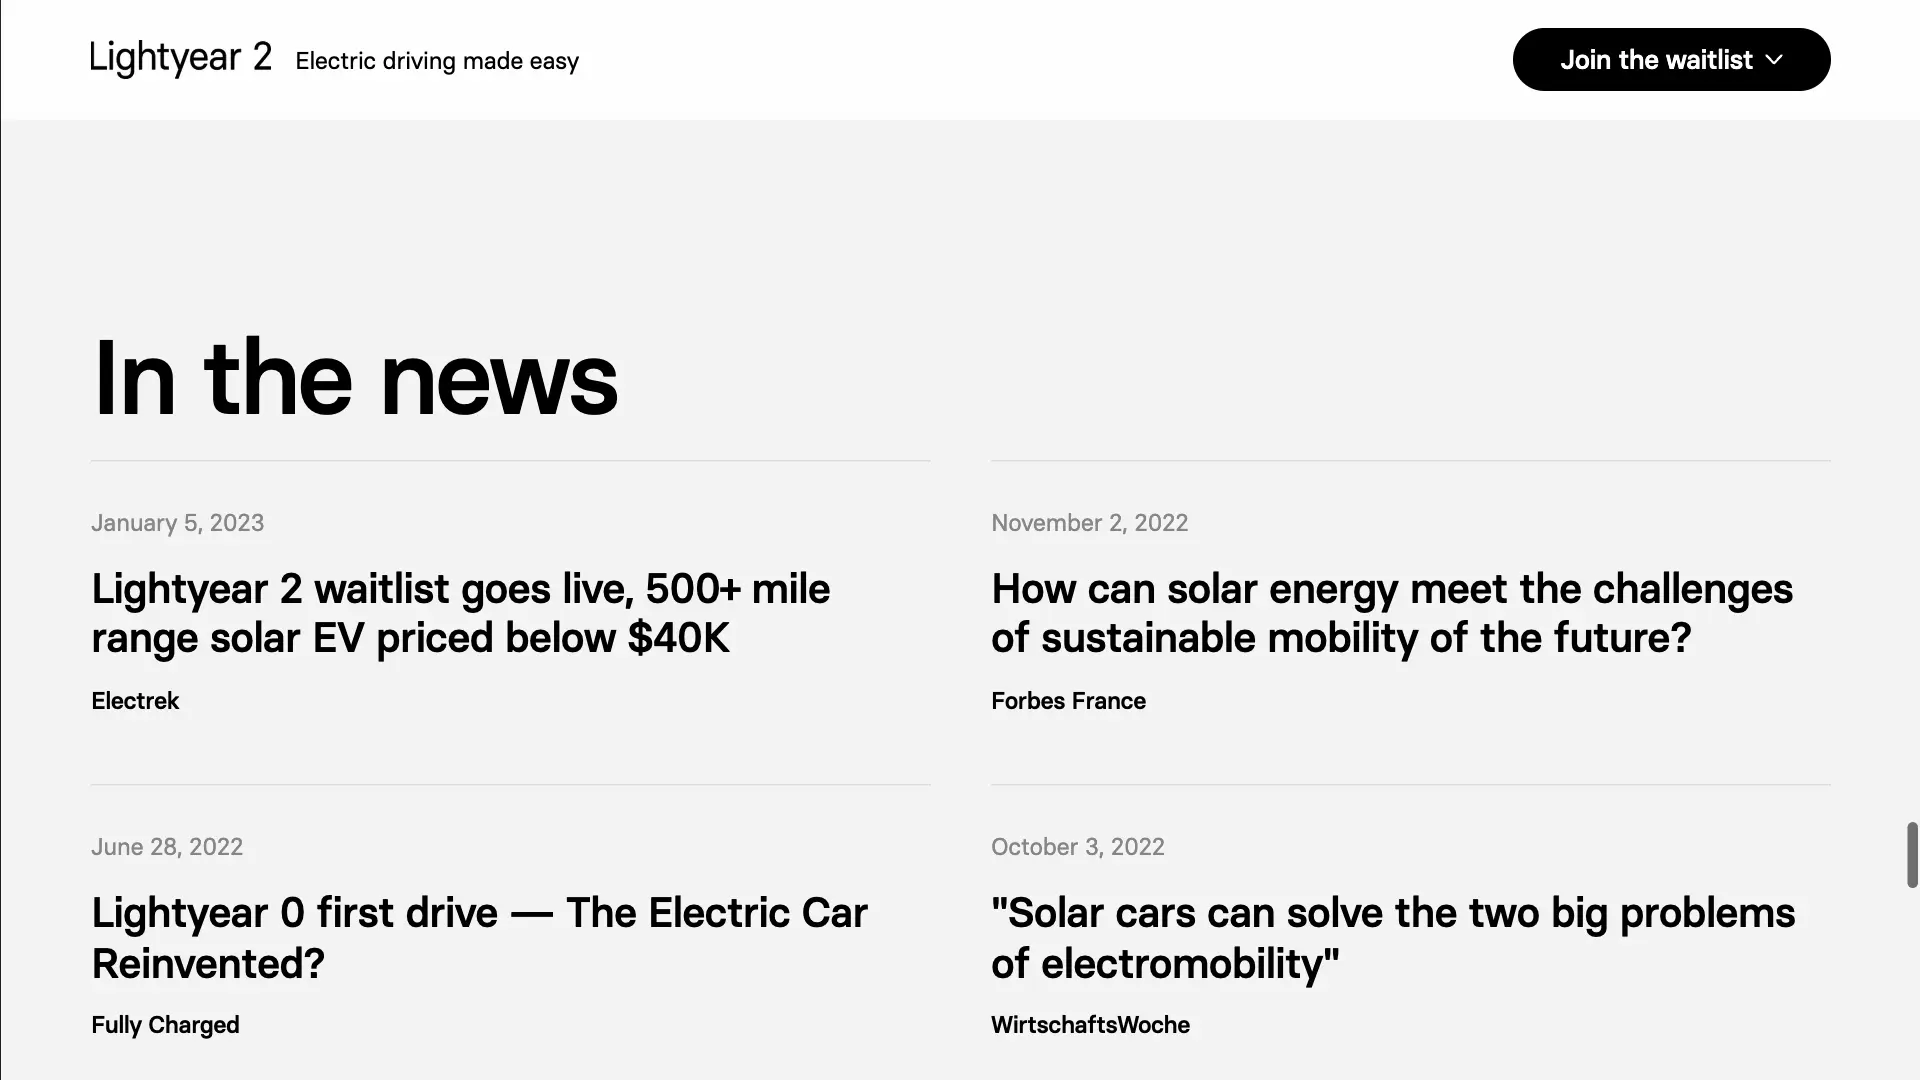 Lightyear 2 Electric driving made easy
Join the waitlist
In the news
January 5, 2023
Lightyear 2 waitlist goes live, 500+ mile
range solar EV priced below $40K
Electrek
November 2, 2022
How can solar energy meet the challenges
of sustainable mobility of the future?
Forbes France
June 28, 2022
Lightyear 0 first drive — The Electric Car
Reinvented?
Fully Charged
October 3, 2022
"Solar cars can solve the two big problems
of electromobility"
WirtschaftsWoche